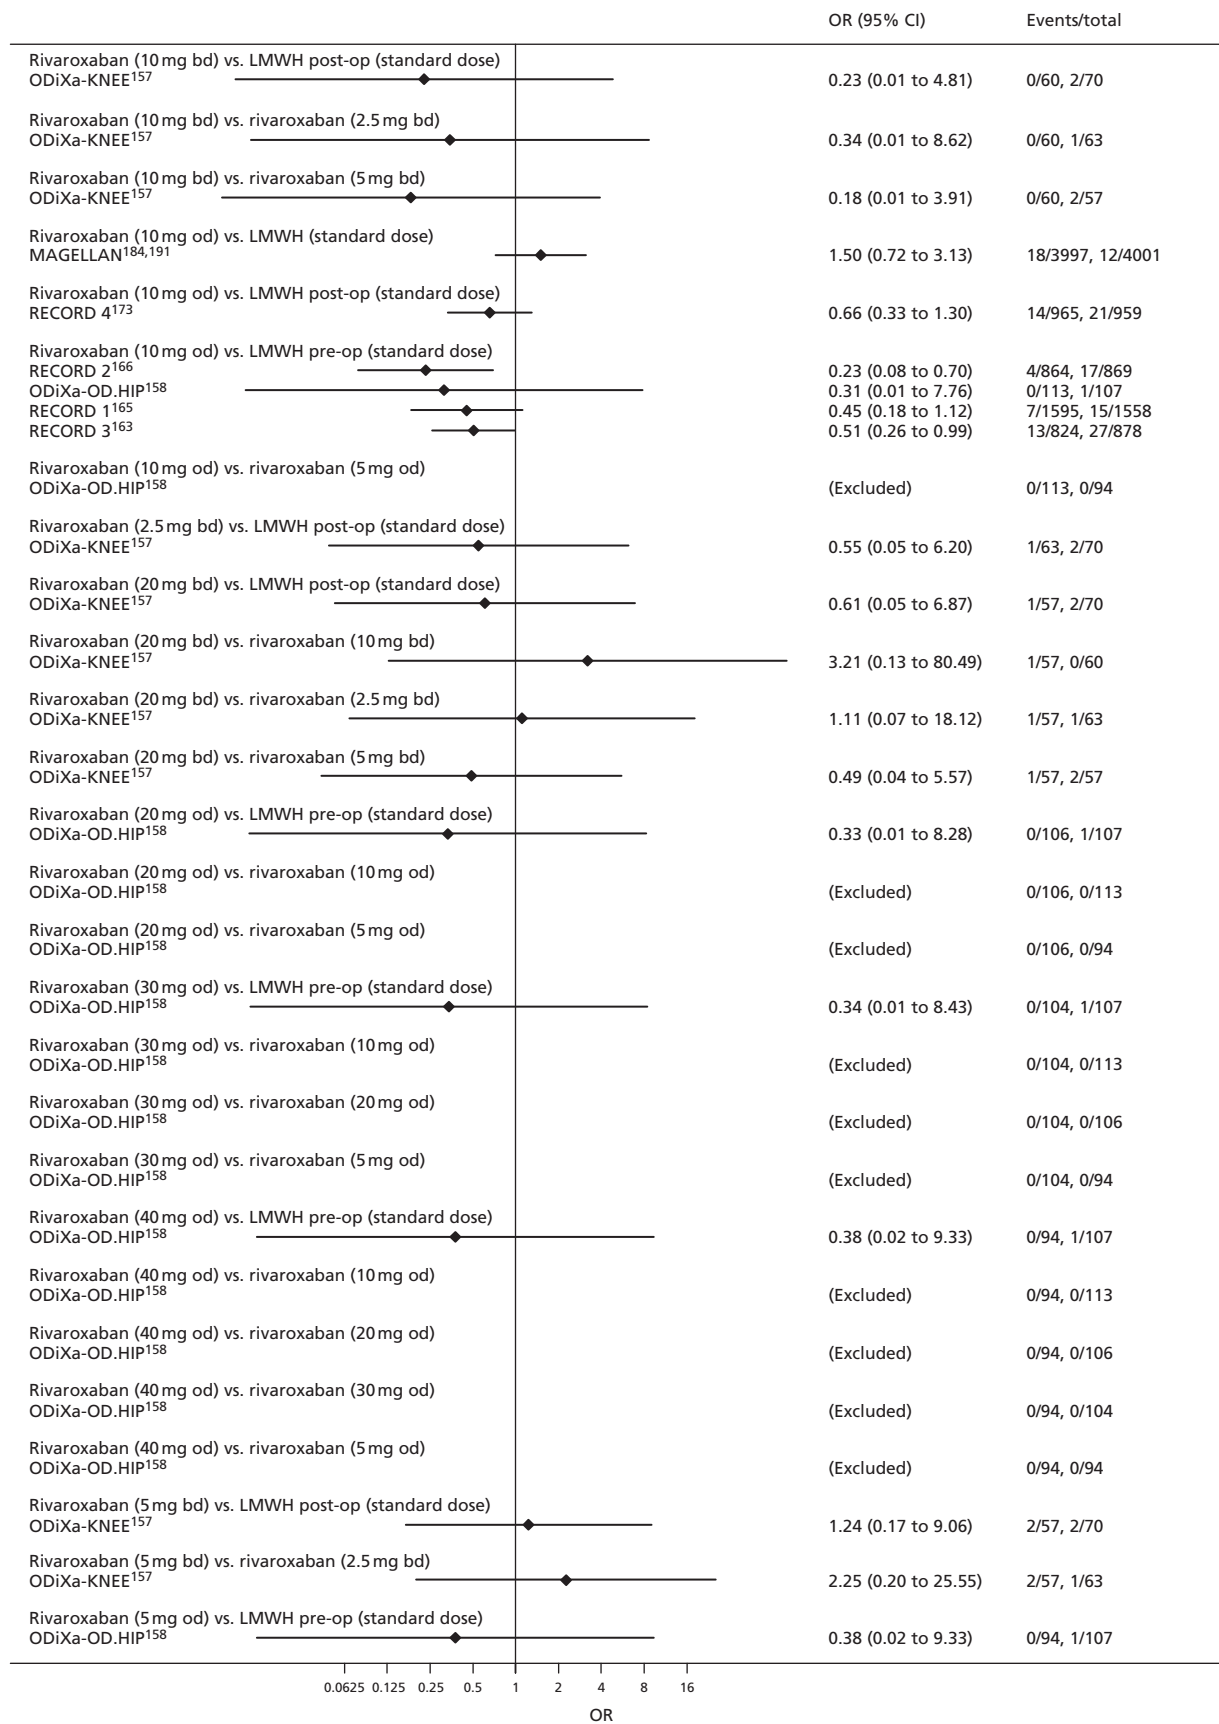 OR (95% CI) Events/total
Rivaroxaban (10 mg bd) vs. LMWH post-op (standard dose)
ODiXa-KNEE157 0.23 (0.01 to 4.81) 0/60, 2/70
Rivaroxaban (10 mg bd) vs. rivaroxaban (2.5 mg bd)
ODiXa-KNEE157 0.34 (0.01 to 8.62) 0/60, 1/63
Rivaroxaban (10 mg bd) vs. rivaroxaban (5 mg bd)
ODiXa-KNEE157 0.18 (0.01 to 3.91) 0/60, 2/57
Rivaroxaban (10 mg od) vs. LMWH (standard dose)
MAGELLAN184,191 1.50 (0.72 to 3.13) 18/3997, 12/4001
Rivaroxaban (10 mg od) vs. LMWH post-op (standard dose)
RECORD 4173 0.66 (0.33 to 1.30) 14/965, 21/959
Rivaroxaban (10 mg od) vs. LMWH pre-op (standard dose)
RECORD 2166 0.23 (0.08 to 0.70) 4/864, 17/869
ODiXa-OD.HIP158 0.31 (0.01 to 7.76) 0/113, 1/107
RECORD 1165 0.45 (0.18 to 1.12) 7/1595, 15/1558
RECORD 3163 0.51 (0.26 to 0.99) 13/824, 27/878
Rivaroxaban (10 mg od) vs. rivaroxaban (5 mg od)
ODiXa-OD.HIP158 (Excluded) 0/113, 0/94
Rivaroxaban (2.5 mg bd) vs. LMWH post-op (standard dose)
ODiXa-KNEE157 0.55 (0.05 to 6.20) 1/63, 2/70
Rivaroxaban (20 mg bd) vs. LMWH post-op (standard dose)
ODiXa-KNEE157 0.61 (0.05 to 6.87) 1/57, 2/70
Rivaroxaban (20 mg bd) vs. rivaroxaban (10 mg bd)
ODiXa-KNEE157 3.21 (0.13 to 80.49) 1/57, 0/60
Rivaroxaban (20 mg bd) vs. rivaroxaban (2.5 mg bd)
ODiXa-KNEE157 1.11 (0.07 to 18.12) 1/57, 1/63
Rivaroxaban (20 mg bd) vs. rivaroxaban (5 mg bd)
ODiXa-KNEE157 0.49 (0.04 to 5.57) 1/57, 2/57
Rivaroxaban (20 mg od) vs. LMWH pre-op (standard dose)
ODiXa-OD.HIP158 0.33 (0.01 to 8.28) 0/106, 1/107
Rivaroxaban (20 mg od) vs. rivaroxaban (10 mg od)
ODiXa-OD.HIP158 (Excluded) 0/106, 0/113
Rivaroxaban (20 mg od) vs. rivaroxaban (5 mg od)
ODiXa-OD.HIP158 (Excluded) 0/106, 0/94
Rivaroxaban (30 mg od) vs. LMWH pre-op (standard dose)
ODiXa-OD.HIP158 0.34 (0.01 to 8.43) 0/104, 1/107
Rivaroxaban (30 mg od) vs. rivaroxaban (10 mg od)
ODiXa-OD.HIP158 (Excluded) 0/104, 0/113
Rivaroxaban (30 mg od) vs. rivaroxaban (20 mg od)
ODiXa-OD.HIP158 (Excluded) 0/104, 0/106
Rivaroxaban (30 mg od) vs. rivaroxaban (5 mg od)
ODiXa-OD.HIP158 (Excluded) 0/104, 0/94
Rivaroxaban (40 mg od) vs. LMWH pre-op (standard dose)
ODiXa-OD.HIP158 0.38 (0.02 to 9.33) 0/94, 1/107
Rivaroxaban (40 mg od) vs. rivaroxaban (10 mg od)
ODiXa-OD.HIP158 (Excluded) 0/94, 0/113
Rivaroxaban (40 mg od) vs. rivaroxaban (20 mg od)
ODiXa-OD.HIP158 (Excluded) 0/94, 0/106
Rivaroxaban (40 mg od) vs. rivaroxaban (30 mg od)
ODiXa-OD.HIP158 (Excluded) 0/94, 0/104
Rivaroxaban (40 mg od) vs. rivaroxaban (5 mg od)
ODiXa-OD.HIP158 (Excluded) 0/94, 0/94
Rivaroxaban (5 mg bd) vs. LMWH post-op (standard dose)
ODiXa-KNEE157 1.24 (0.17 to 9.06) 2/57, 2/70
Rivaroxaban (5 mg bd) vs. rivaroxaban (2.5 mg bd)
ODiXa-KNEE157 2.25 (0.20 to 25.55) 2/57, 1/63
Rivaroxaban (5 mg od) vs. LMWH pre-op (standard dose)
ODiXa-OD.HIP158 0.38 (0.02 to 9.33) 0/94, 1/107
0.0625 0.125 0.25 0.5 1 2 4 8 16
OR